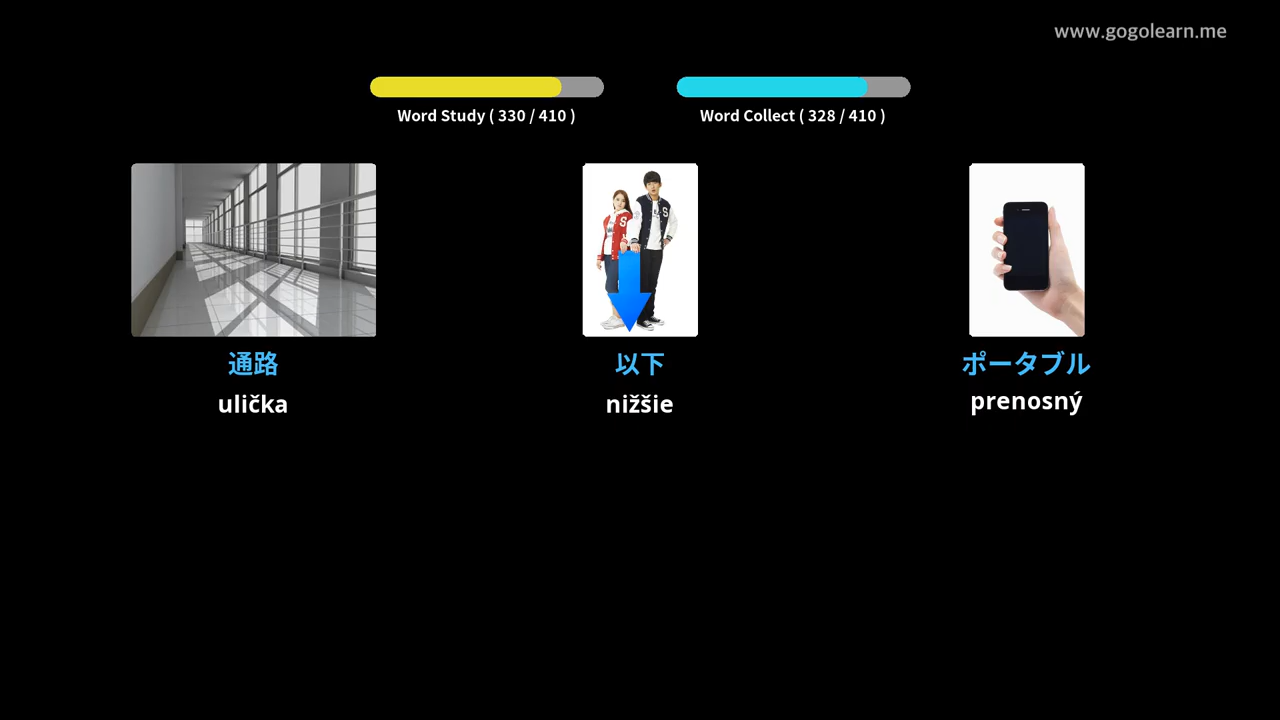 www.gogolearn.me
Word Study ( 330 / 410 )
Word Collect ( 328 / 410 )
通路
以下
ポータブル
ulička
nižšie
prenosný